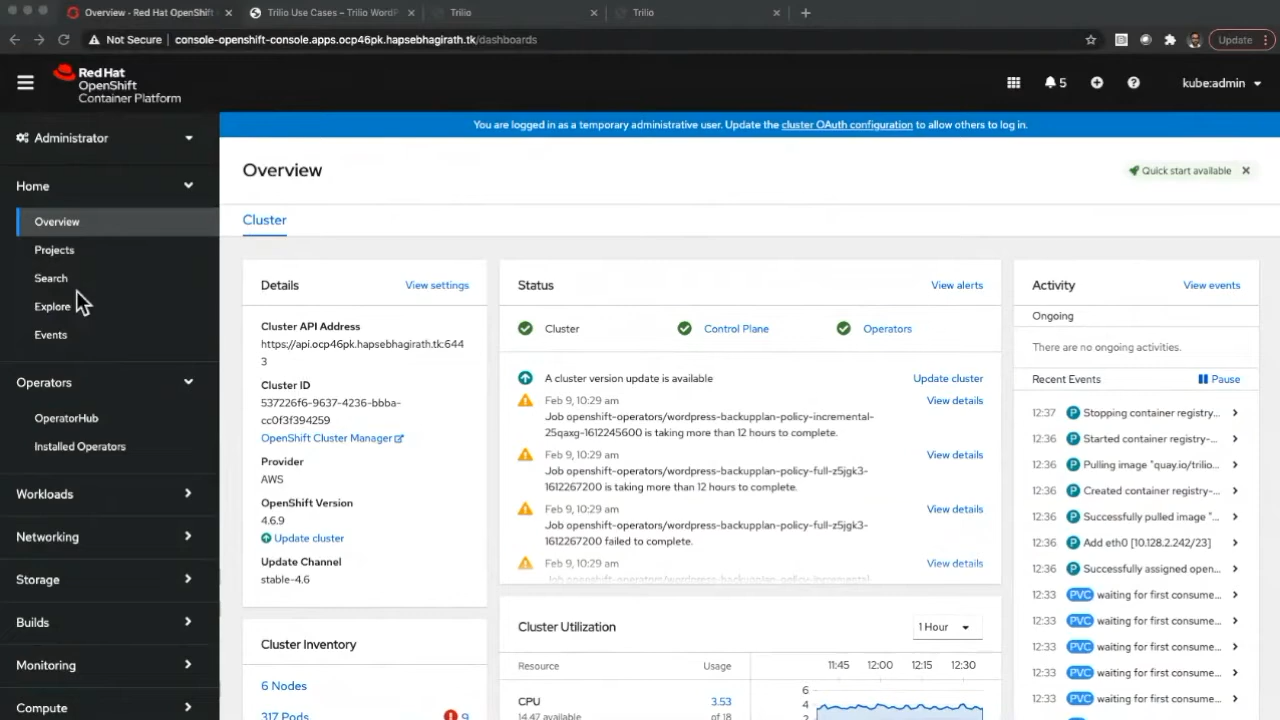 Overview - Red Hat OpenShift
Trilio Use Cases – Trilio WordP
Trilio
Trilio
Not Secure
console-openshift-console.apps.ocp46pk.hapsebhagirath.tk/dashboards
Update
Red Hat
OpenShift
Container Platform
5
kube:admin
Administrator
You are logged in as a temporary administrative user. Update the cluster OAuth configuration to allow others to log in.
Home
Overview
Projects
Search
Explore
Events
Operators
OperatorHub
Installed Operators
Workloads
Networking
Storage
Builds
Monitoring
Compute
Overview
Quick start available
Cluster
Details
View settings
Cluster API Address
https://api.ocp46pk.hapsebhagirath.tk:644
3
Cluster ID
537226f6-9637-4236-bbba-
cc0f3f394259
OpenShift Cluster Manager
Provider
AWS
OpenShift Version
4.6.9
Update cluster
Update Channel
stable-4.6
Cluster Inventory
6 Nodes
317 Pods
9
Status
View alerts
Cluster
Control Plane
Operators
A cluster version update is available
Update cluster
Feb 9, 10:29 am
View details
Job openshift-operators/wordpress-backupplan-policy-incremental-
25qaxg-1612245600 is taking more than 12 hours to complete.
Feb 9, 10:29 am
View details
Job openshift-operators/wordpress-backupplan-policy-full-z5jgk3-
1612267200 is taking more than 12 hours to complete.
Feb 9, 10:29 am
View details
Job openshift-operators/wordpress-backupplan-policy-full-z5jgk3-
1612267200 failed to complete.
Feb 9, 10:29 am
View details
Job openshift-operators/wordpress-backupplan-policy-incremental-
Cluster Utilization
1 Hour
Resource
Usage
11:45
12:00
12:15
12:30
CPU
3.53
14.47 available
of 18
6
4
2
Activity
View events
Ongoing
There are no ongoing activities.
Recent Events
Pause
12:37 P Stopping container registry...
12:36 P Started container registry-...
12:36 P Pulling image "quay.io/trilio...
12:36 P Created container registry-...
12:36 P Successfully pulled image "...
12:36 P Add eth0 [10.128.2.242/23]
12:36 P Successfully assigned open...
12:33 PVC waiting for first consume...
12:33 PVC waiting for first consume...
12:33 PVC waiting for first consume...
12:33 PVC waiting for first consume...
12:33 PVC waiting for first consume...